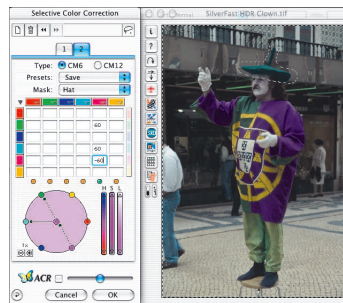 Selective Color Correction
SilverFast HDR Clown.tif
1 2
Type: CM6 CM12
Presets: Save
Mask: Hat
60
-60
-60
H S L
1x
ACR
Cancel OK